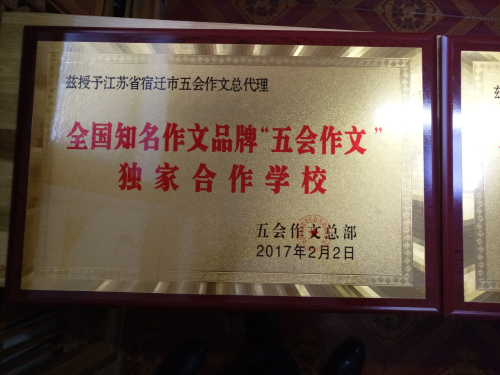 兹授予江苏省宿迁市五会作文总代理
全国知名作文品牌“五会作文”
独家合作学校
五会作文总部
2017年2月2日